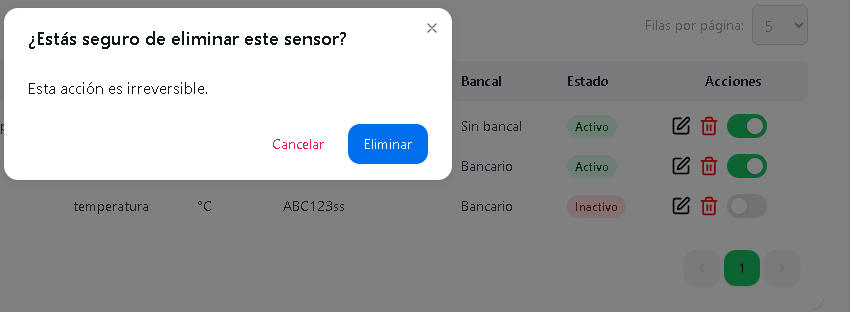 Filas por página: 5
¿Estás seguro de eliminar este sensor?
Esta acción es irreversible.
Cancelar Eliminar
Bancal Estado Acciones
Sin bancal Activo
Bancario Activo
temperatura °C ABC123ss Bancario Inactivo
1